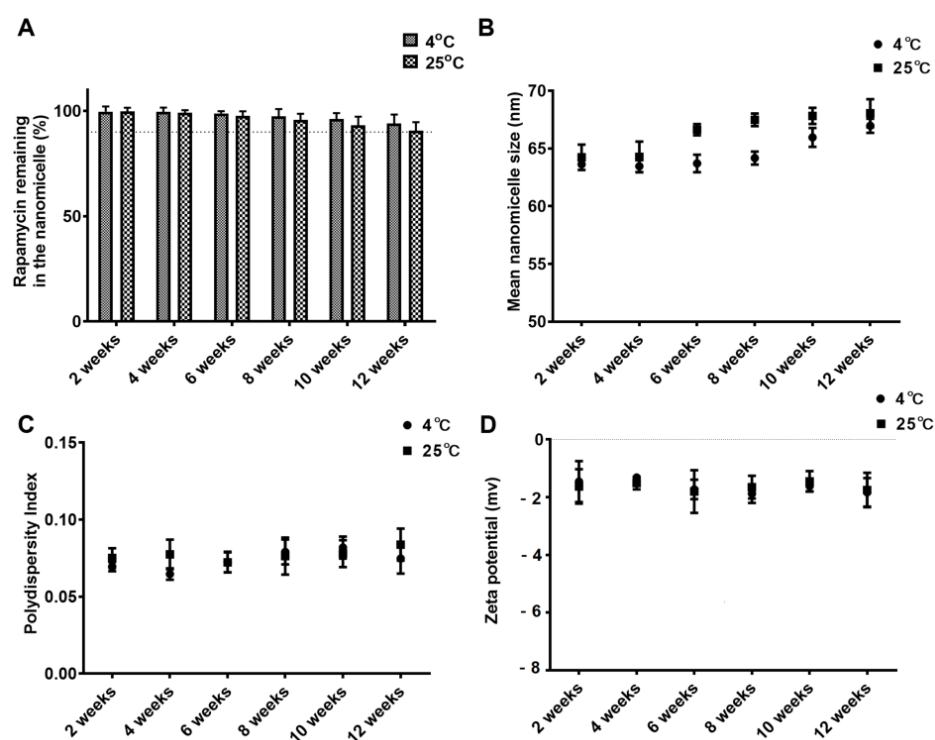 A
4°C
25°C
Rapamycin remaining
in the nanomicelle (%)
100
50
0
2 weeks
4 weeks
6 weeks
8 weeks
10 weeks
12 weeks
B
4°C
25°C
Mean nanomicelle size (nm)
70
65
60
55
50
2 weeks
4 weeks
6 weeks
8 weeks
10 weeks
12 weeks
C
4°C
25°C
Polydispersity Index
0.15
0.10
0.05
0.00
2 weeks
4 weeks
6 weeks
8 weeks
10 weeks
12 weeks
D
4°C
25°C
Zeta potential (mv)
0
- 2
- 4
- 6
- 8
2 weeks
4 weeks
6 weeks
8 weeks
10 weeks
12 weeks